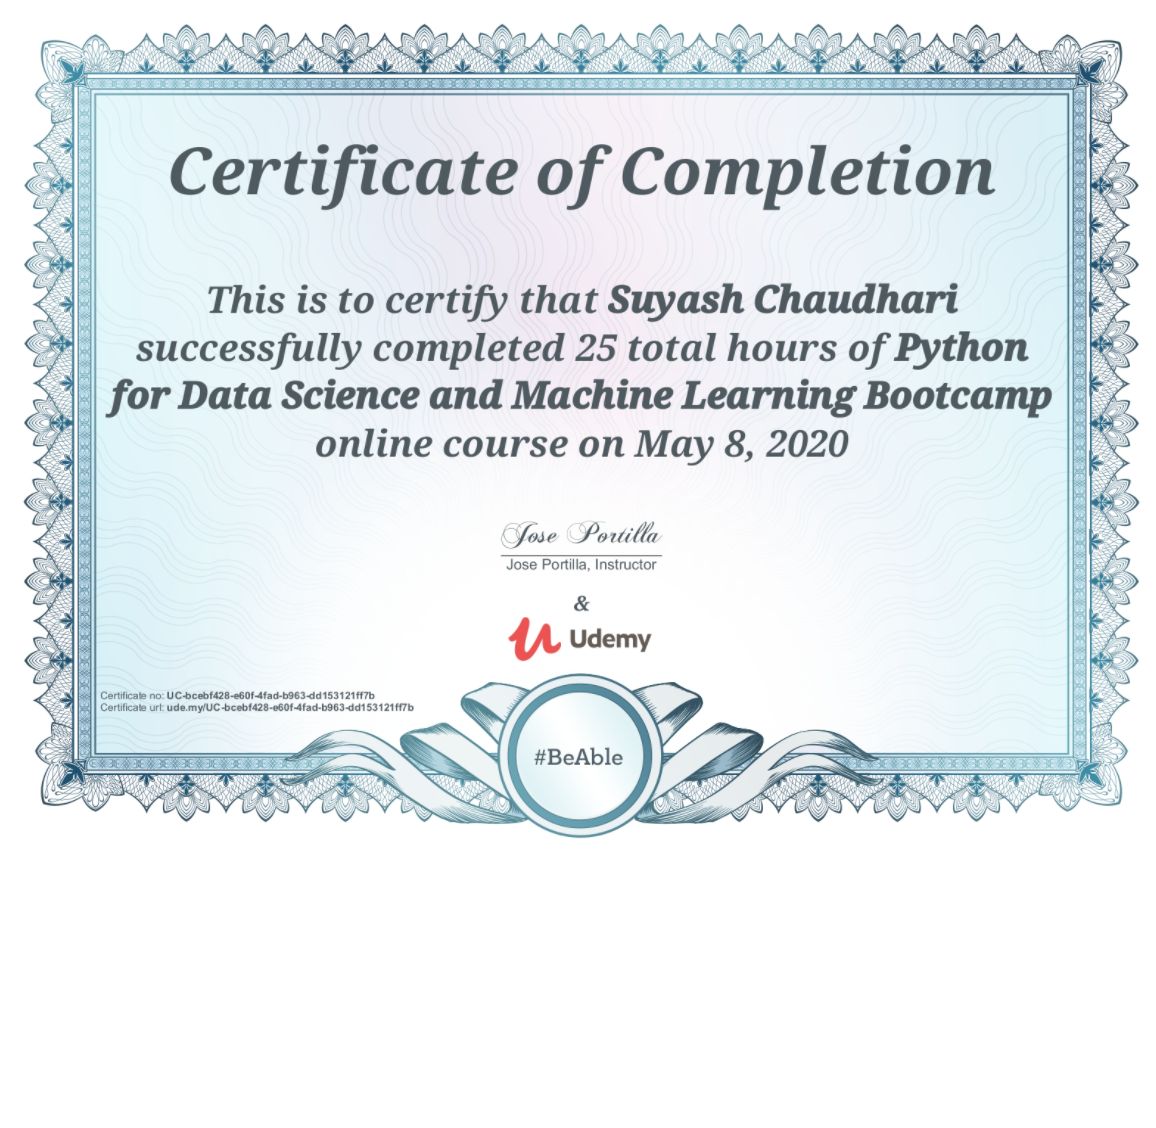 Certificate of Completion
This is to certify that Suyash Chaudhari
successfully completed 25 total hours of Python
for Data Science and Machine Learning Bootcamp
online course on May 8, 2020
Jose Portilla
Jose Portilla, Instructor
&
Udemy
Certificate no: UC-bcebf428-e60f-4fad-b963-dd153121ff7b
Certificate url: ude.my/UC-bcebf428-e60f-4fad-b963-dd153121ff7b
#BeAble